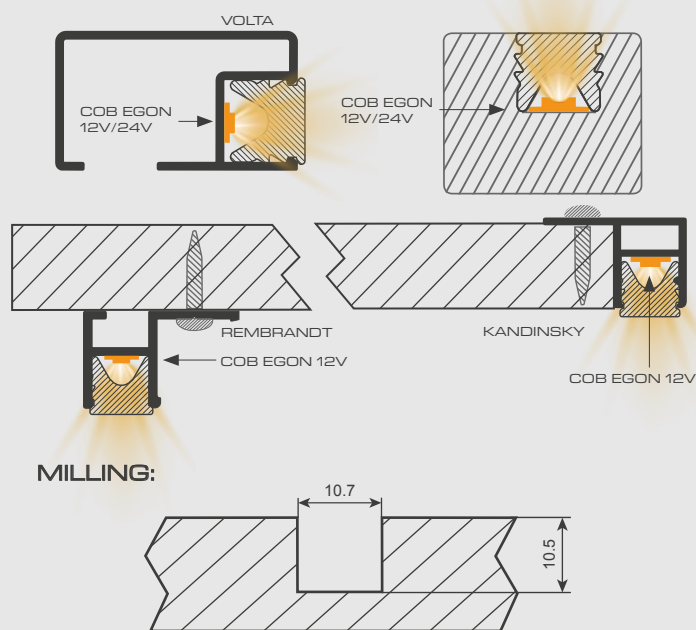 VOLTA
COB EGON
12V/24V
COB EGON
12V/24V
REMBRANDT
KANDINSKY
COB EGON 12V
COB EGON 12V
MILLING:
10.7
10.5